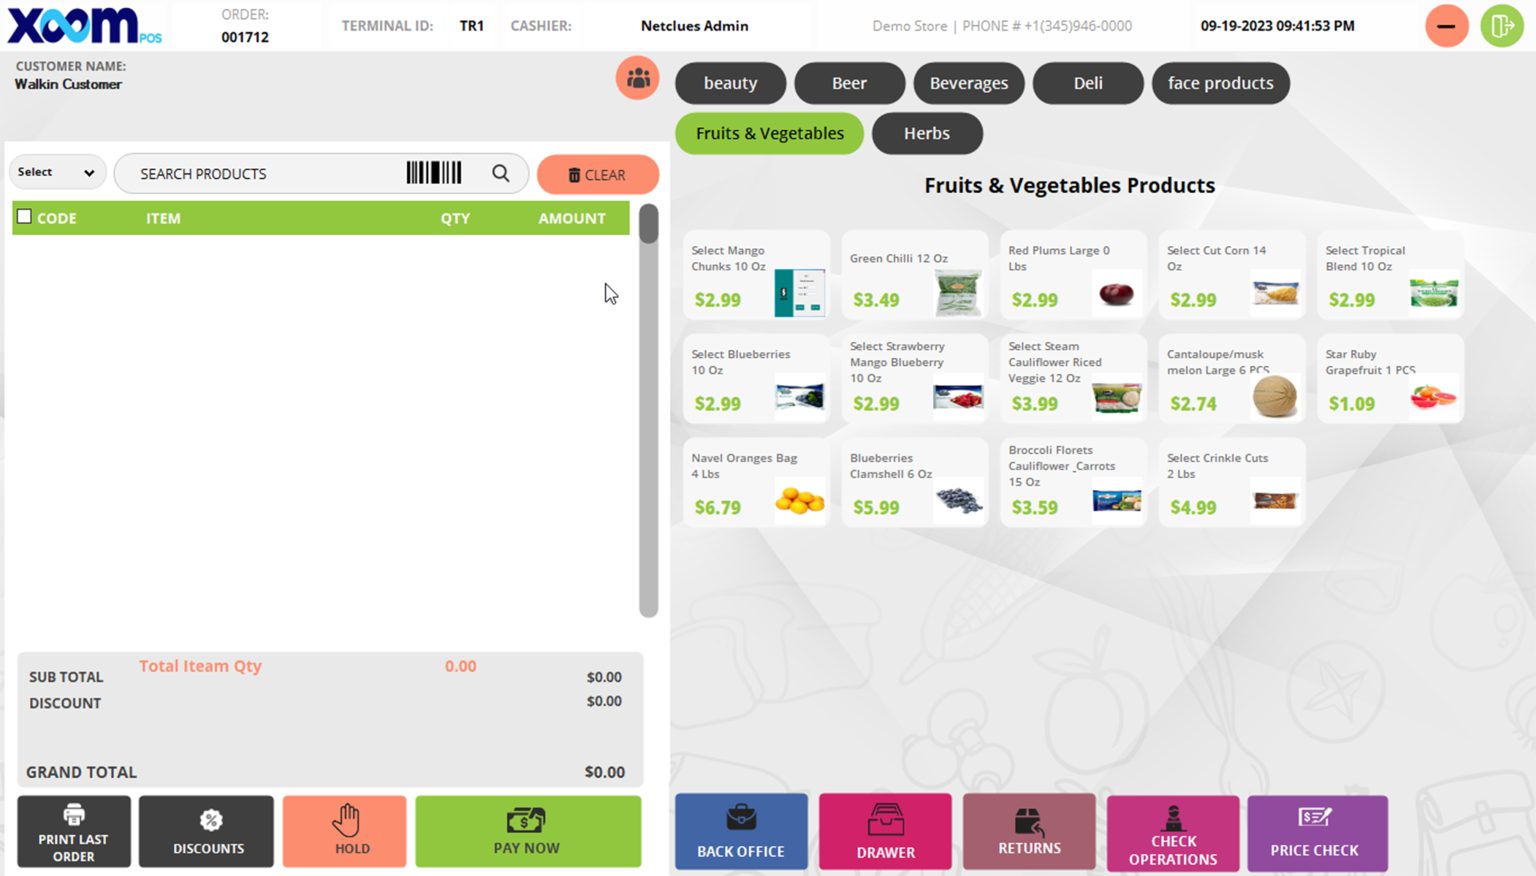 xoom POS
ORDER:
001712
TERMINAL ID: TR1 CASHIER: Netclues Admin
Demo Store | PHONE # +1(345)946-0000
09-19-2023 09:41:53 PM
CUSTOMER NAME:
Walkin Customer
Select
SEARCH PRODUCTS
CLEAR
CODE ITEM QTY AMOUNT
Total Iteam Qty 0.00
SUB TOTAL $0.00
DISCOUNT $0.00
GRAND TOTAL $0.00
PRINT LAST
ORDER
DISCOUNTS
HOLD
PAY NOW
beauty
Beer
Beverages
Deli
face products
Fruits & Vegetables
Herbs
Fruits & Vegetables Products
Select Mango
Chunks 10 Oz
$2.99
Green Chilli 12 Oz
$3.49
Red Plums Large 0
Lbs
$2.99
Select Cut Corn 14
Oz
$2.99
Select Tropical
Blend 10 Oz
$2.99
Select Blueberries
10 Oz
$2.99
Select Strawberry
Mango Blueberry
10 Oz
$2.99
Select Steam
Cauliflower Riced
Veggie 12 Oz
$3.99
Cantaloupe/musk
melon Large 6 PCS
$2.74
Star Ruby
Grapefruit 1 PCS
$1.09
Navel Oranges Bag
4 Lbs
$6.79
Blueberries
Clamshell 6 Oz
$5.99
Broccoli Florets
Cauliflower _Carrots
15 Oz
$3.59
Select Crinkle Cuts
2 Lbs
$4.99
BACK OFFICE
DRAWER
RETURNS
CHECK
OPERATIONS
PRICE CHECK